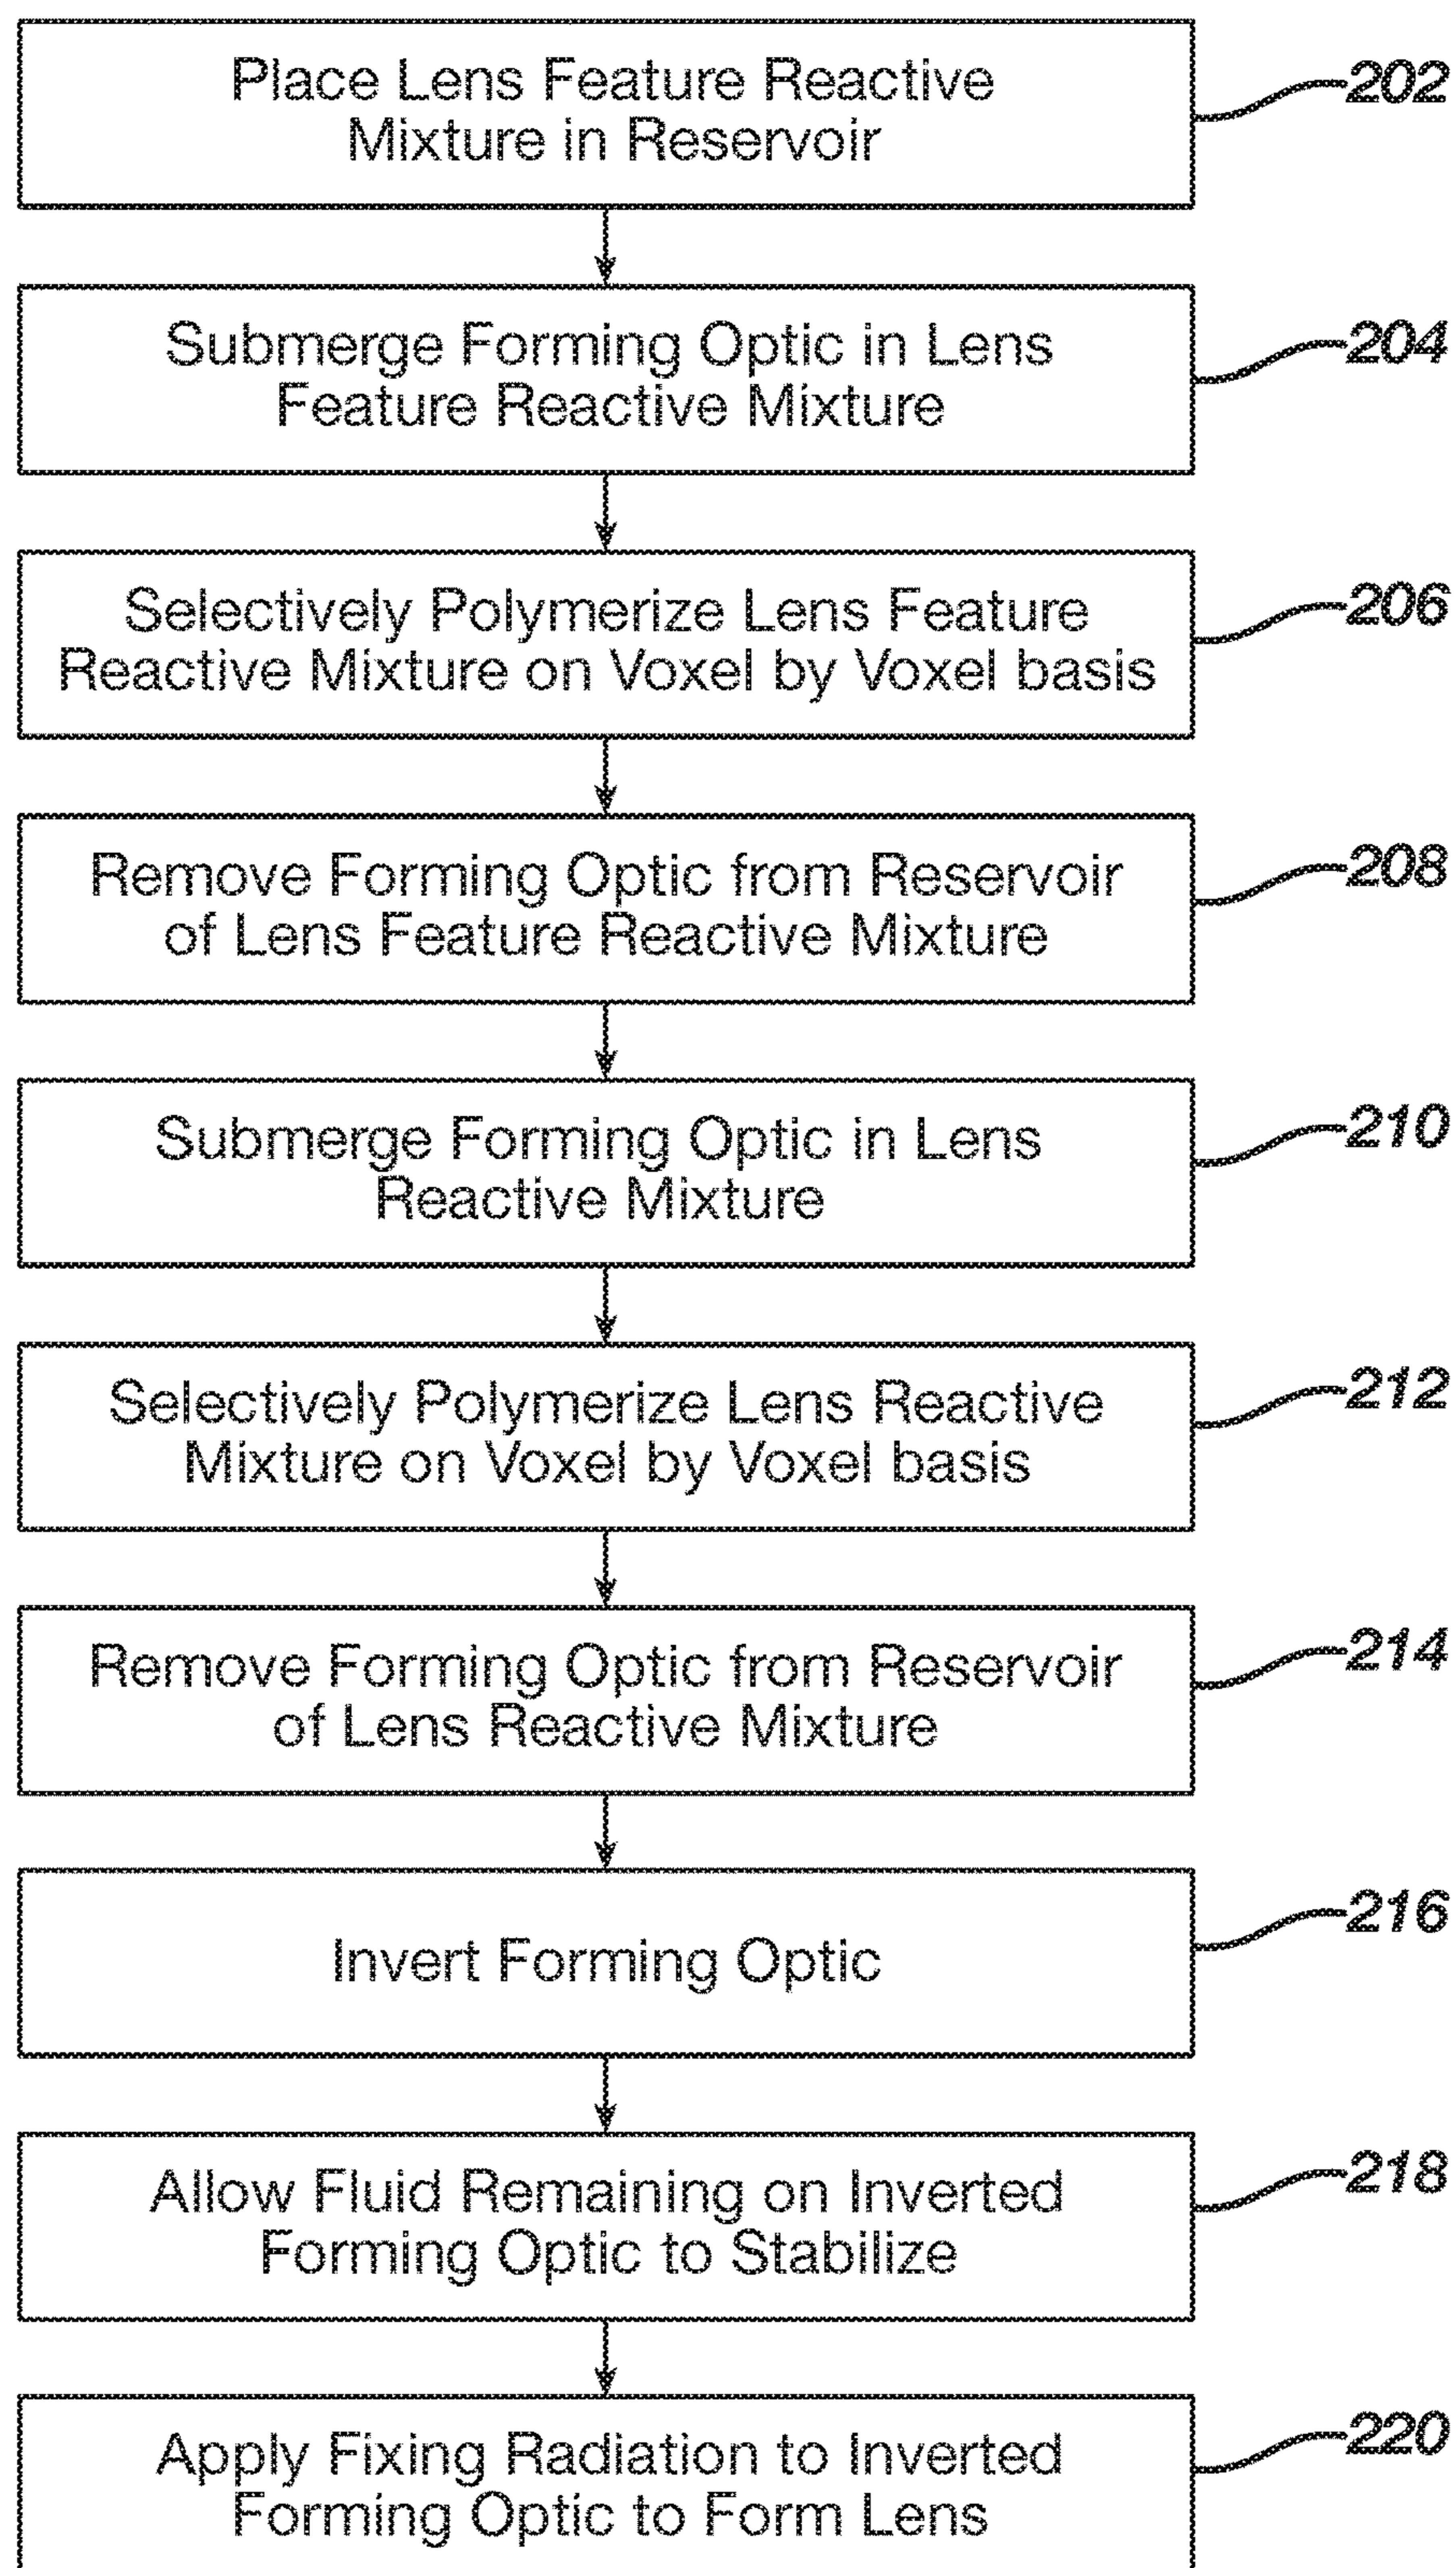 Place Lens Feature Reactive
Mixture in Reservoir
202
Submerge Forming Optic in Lens
Feature Reactive Mixture
204
Selectively Polymerize Lens Feature
Reactive Mixture on Voxel by Voxel basis
206
Remove Forming Optic from Reservoir
of Lens Feature Reactive Mixture
208
Submerge Forming Optic in Lens
Reactive Mixture
210
Selectively Polymerize Lens Reactive
Mixture on Voxel by Voxel basis
212
Remove Forming Optic from Reservoir
of Lens Reactive Mixture
214
Invert Forming Optic
216
Allow Fluid Remaining on Inverted
Forming Optic to Stabilize
218
Apply Fixing Radiation to Inverted
Forming Optic to Form Lens
220